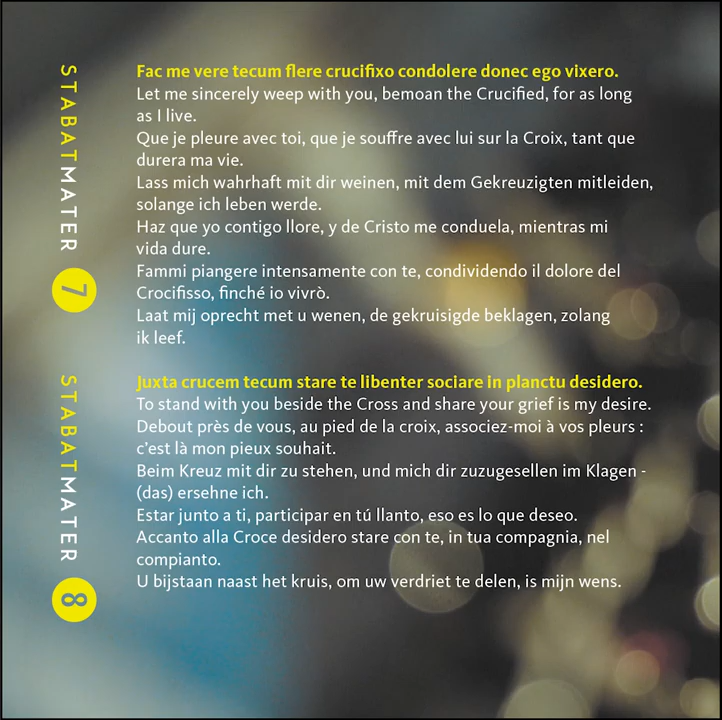 STABATMATER 7
Fac me vere tecum flere crucifixo condolere donec ego vixero.
Let me sincerely weep with you, bemoan the Crucified, for as long
as I live.
Que je pleure avec toi, que je souffre avec lui sur la Croix, tant que
durera ma vie.
Lass mich wahrhaft mit dir weinen, mit dem Gekreuzigten mitleiden,
solange ich leben werde.
Haz que yo contigo llore, y de Cristo me conduela, mientras mi
vida dure.
Fammi piangere intensamente con te, condividendo il dolore del
Crocifisso, finché io vivrò.
Laat mij oprecht met u wenen, de gekruisigde beklagen, zolang
ik leef.
STABATMATER 8
Juxta crucem tecum stare te libenter sociare in planctu desidero.
To stand with you beside the Cross and share your grief is my desire.
Debout près de vous, au pied de la croix, associez-moi à vos pleurs :
c'est là mon pieux souhait.
Beim Kreuz mit dir zu stehen, und mich dir zuzugesellen im Klagen -
(das) ersehne ich.
Estar junto a ti, participar en tú llanto, eso es lo que deseo.
Accanto alla Croce desidero stare con te, in tua compagnia, nel
compianto.
U bijstaan naast het kruis, om uw verdriet te delen, is mijn wens.